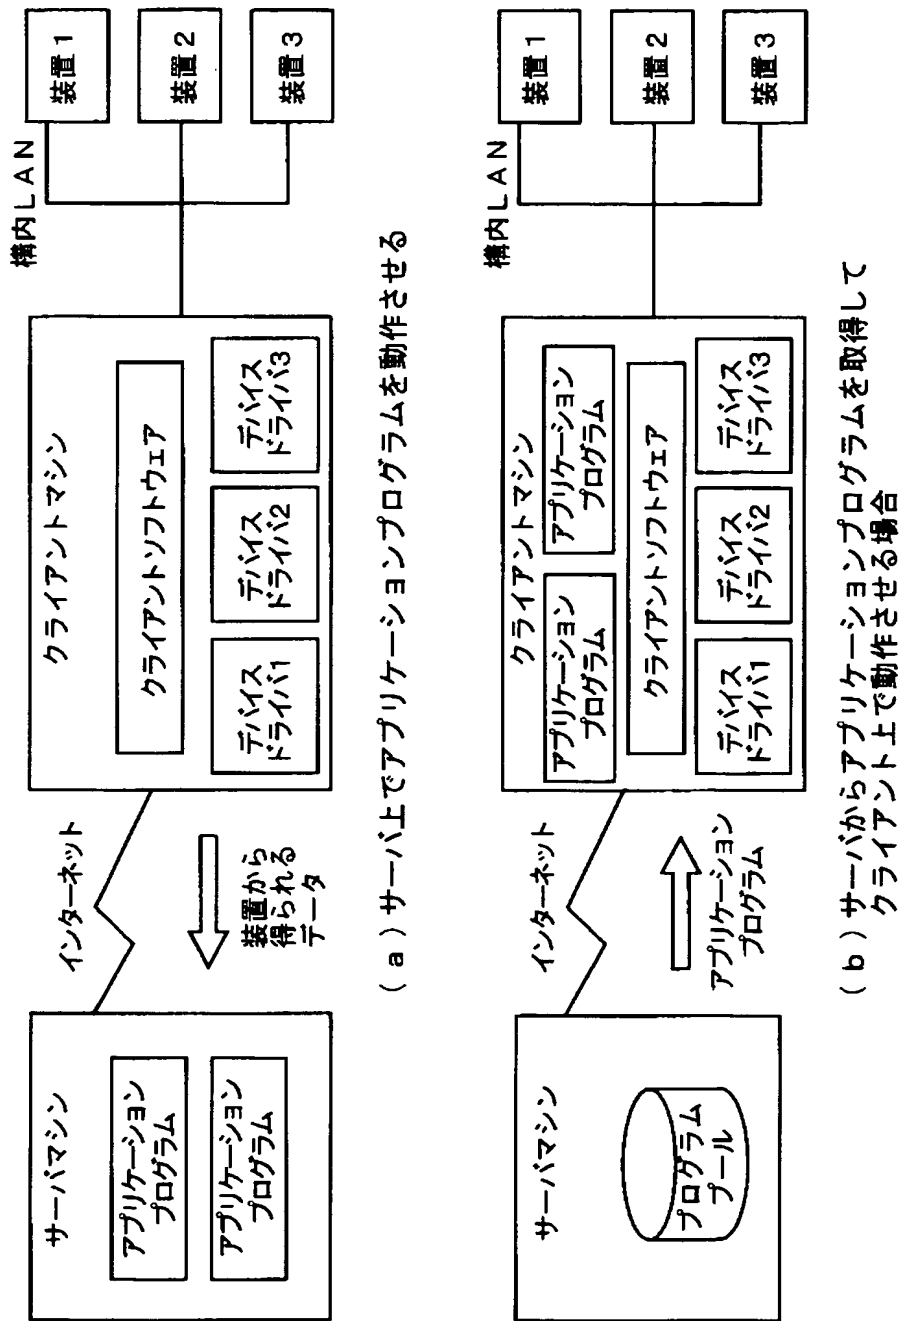 サーバマシン
アプリケーション
プログラム
アプリケーション
プログラム
インターネット
装置から
得られる
データ
クライアントマシン
クライアントソフトウェア
デバイス
ドライバ1
デバイス
ドライバ2
デバイス
ドライバ3
構内LAN
装置1
装置2
装置3
(a)サーバ上でアプリケーションプログラムを動作させる
サーバマシン
プログラム
プール
インターネット
アプリケーション
プログラム
クライアントマシン
アプリケーション
プログラム
アプリケーション
プログラム
クライアントソフトウェア
デバイス
ドライバ1
デバイス
ドライバ2
デバイス
ドライバ3
構内LAN
装置1
装置2
装置3
(b)サーバからアプリケーションプログラムを取得して
クライアント上で動作させる場合